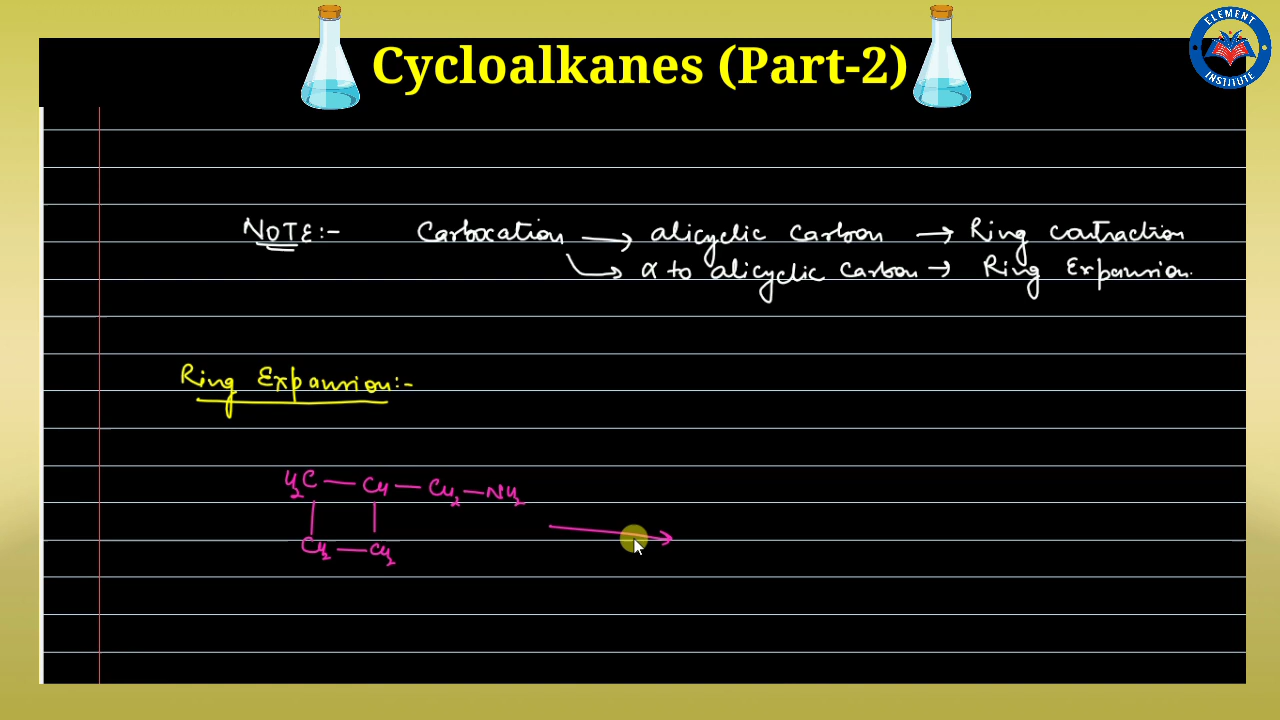 Cycloalkanes (Part-2)
ELEMENT
INSTITUTE
NOTE:- Carbocation → alicyclic carbon → Ring contraction
→ α to alicyclic carbon → Ring Expansion.
Ring Expansion:-
H₂C — CH — CH₂ — NH₂
CH₂ — CH₂